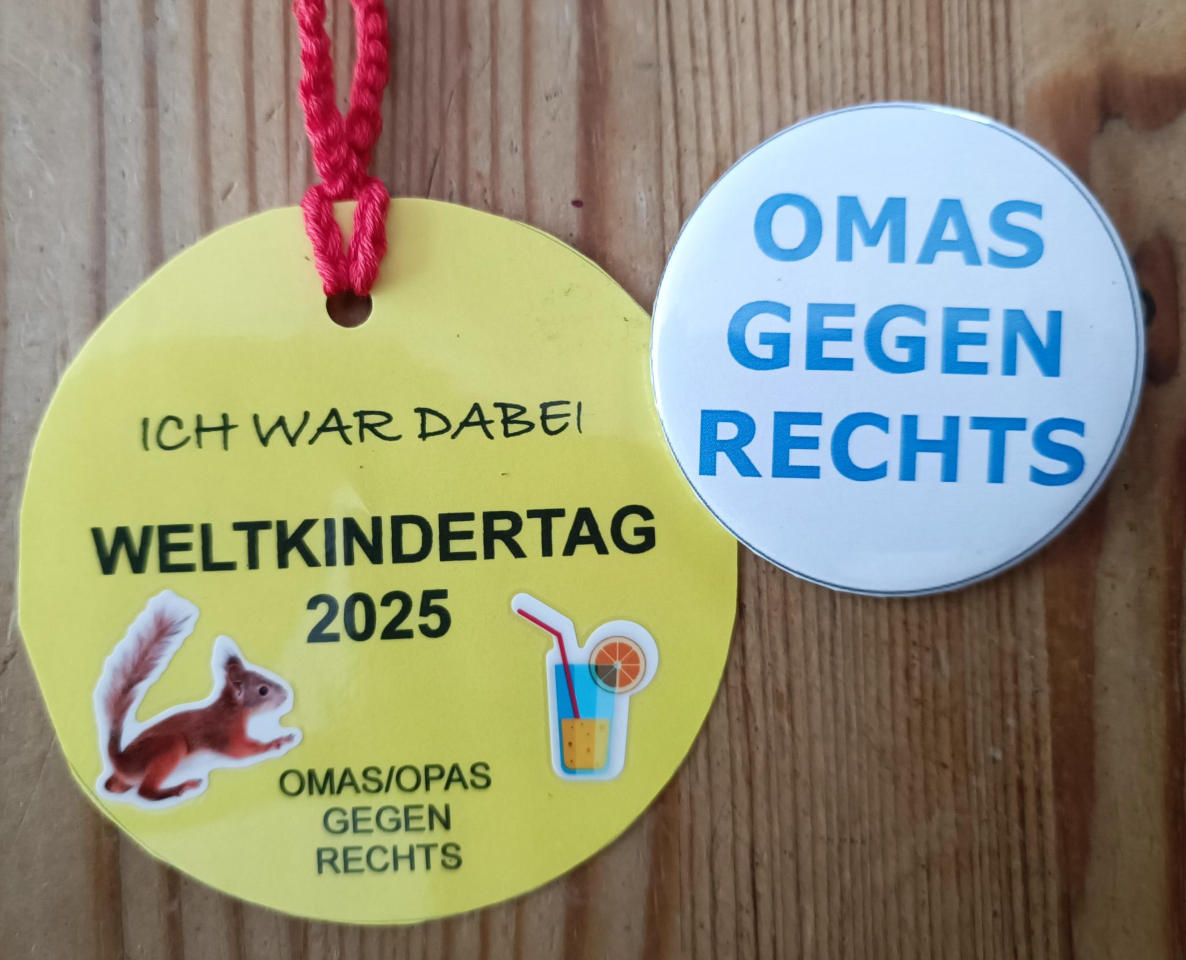 ICH WAR DABEI
WELTKINDERTAG
2025
OMAS/OPAS
GEGEN
RECHTS
OMAS
GEGEN
RECHTS